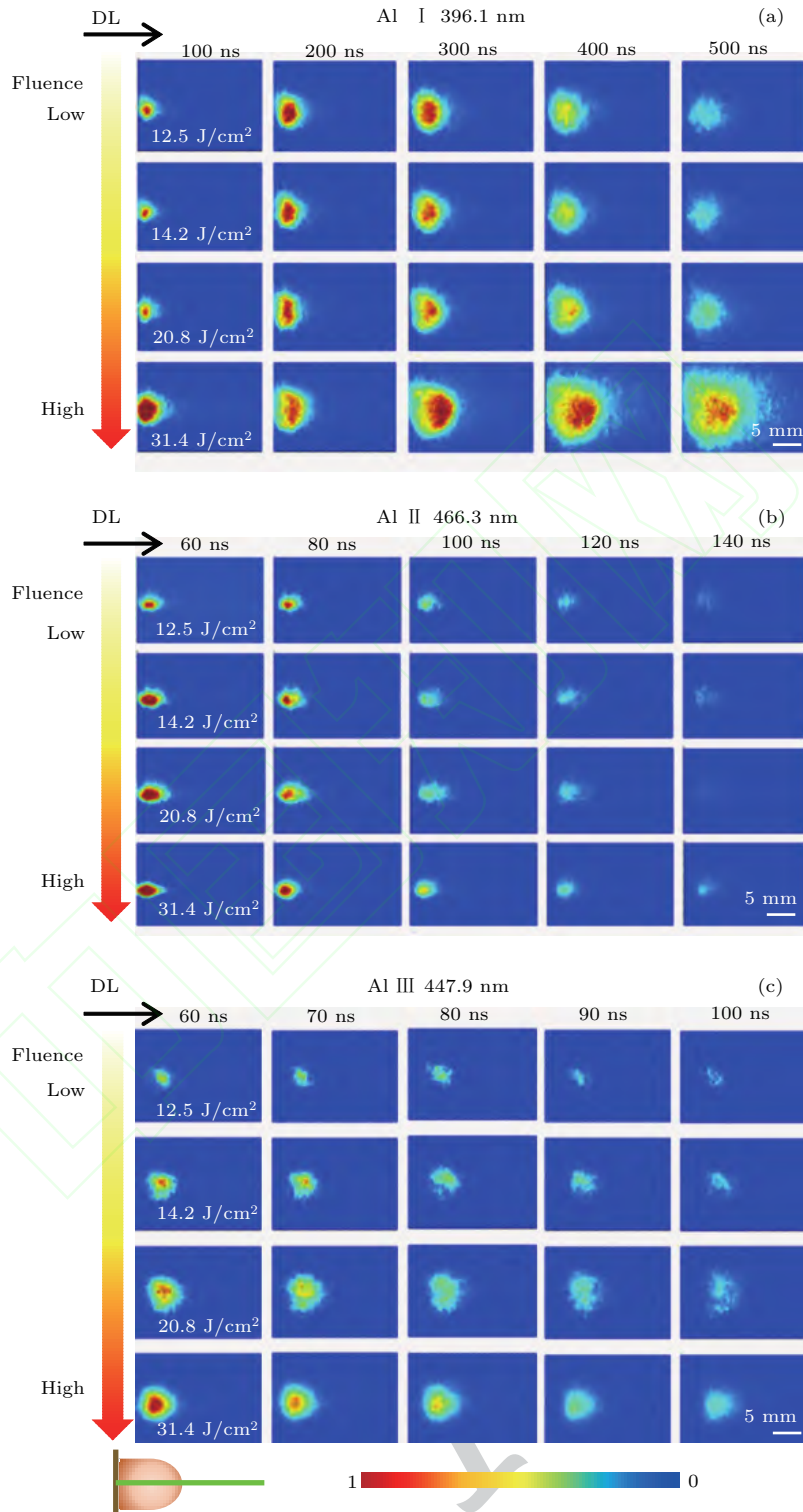 DL Al Ⅰ 396.1 nm (a)
100 ns 200 ns 300 ns 400 ns 500 ns
Fluence
Low
12.5 J/cm²
14.2 J/cm²
20.8 J/cm²
High
31.4 J/cm²
5 mm
DL Al Ⅱ 466.3 nm (b)
60 ns 80 ns 100 ns 120 ns 140 ns
Fluence
Low
12.5 J/cm²
14.2 J/cm²
20.8 J/cm²
High
31.4 J/cm²
5 mm
DL Al Ⅲ 447.9 nm (c)
60 ns 70 ns 80 ns 90 ns 100 ns
Fluence
Low
12.5 J/cm²
14.2 J/cm²
20.8 J/cm²
High
31.4 J/cm²
5 mm
1 0